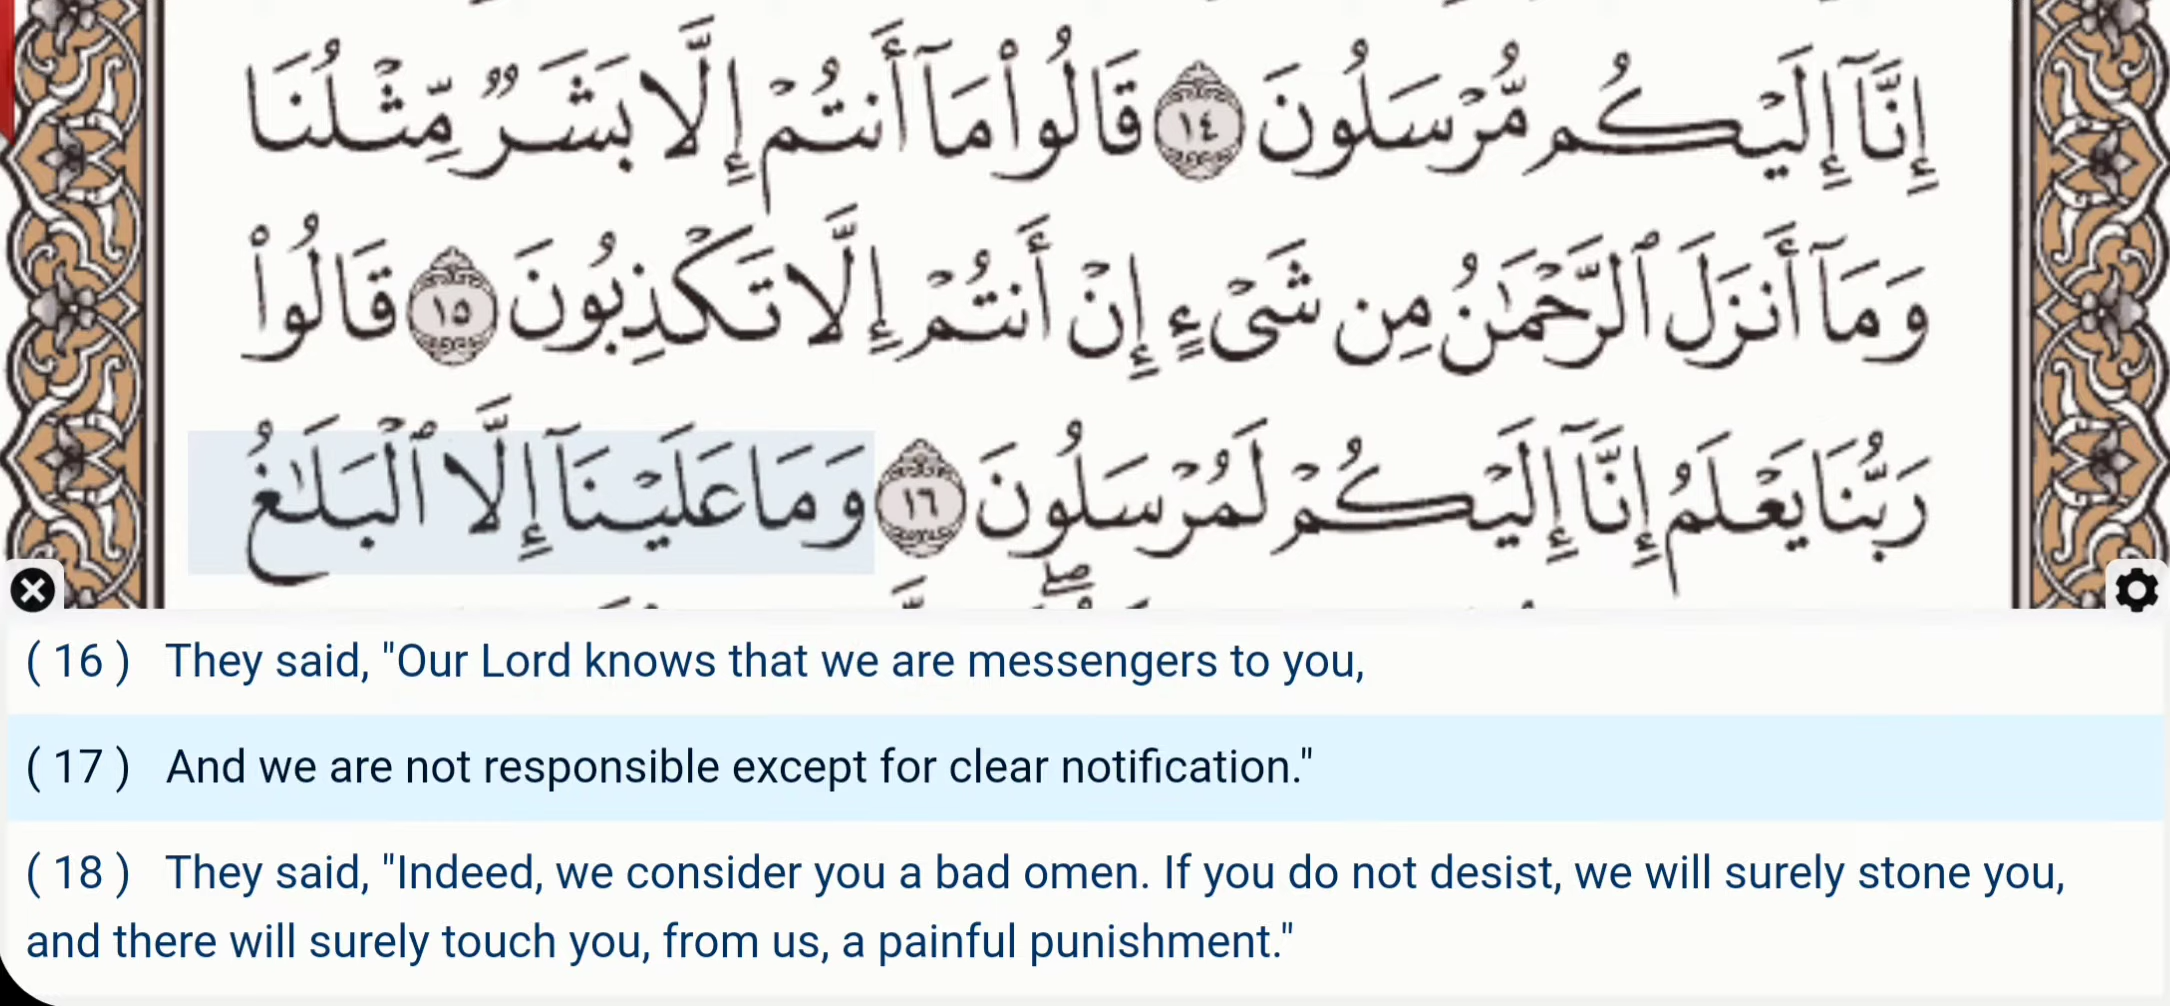 إِنَّآ إِلَيْكُم مُّرْسَلُونَ ١٤ قَالُوا۟ مَآ أَنتُمْ إِلَّا بَشَرٌ مِّثْلُنَا
وَمَآ أَنزَلَ ٱلرَّحْمَٰنُ مِن شَىْءٍ إِنْ أَنتُمْ إِلَّا تَكْذِبُونَ ١٥ قَالُوا۟
رَبُّنَا يَعْلَمُ إِنَّآ إِلَيْكُمْ لَمُرْسَلُونَ ١٦ وَمَا عَلَيْنَآ إِلَّا ٱلْبَلَٰغُ
( 16 ) They said, "Our Lord knows that we are messengers to you,
( 17 ) And we are not responsible except for clear notification."
( 18 ) They said, "Indeed, we consider you a bad omen. If you do not desist, we will surely stone you,
and there will surely touch you, from us, a painful punishment."